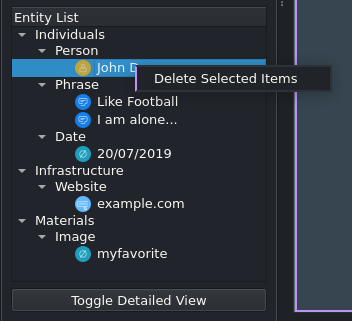 Entity List
Individuals
Person
John D
Delete Selected Items
Phrase
Like Football
I am alone...
Date
20/07/2019
Infrastructure
Website
example.com
Materials
Image
myfavorite
Toggle Detailed View